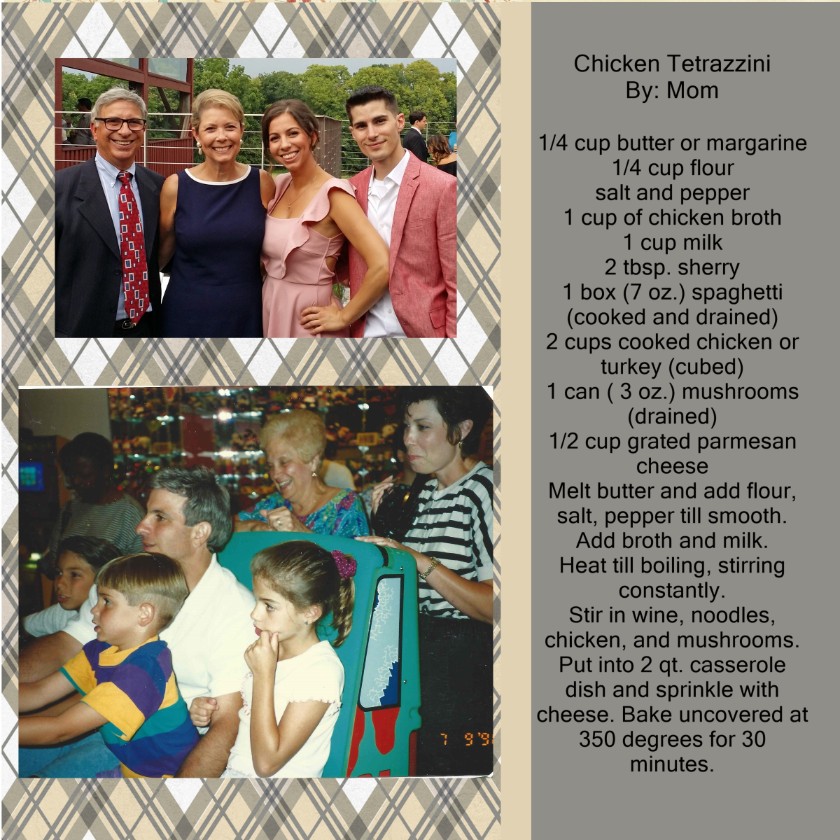 Chicken Tetrazzini
By: Mom
1/4 cup butter or margarine
1/4 cup flour
salt and pepper
1 cup of chicken broth
1 cup milk
2 tbsp. sherry
1 box (7 oz.) spaghetti
(cooked and drained)
2 cups cooked chicken or
turkey (cubed)
1 can ( 3 oz.) mushrooms
(drained)
1/2 cup grated parmesan
cheese
Melt butter and add flour,
salt, pepper till smooth.
Add broth and milk.
Heat till boiling, stirring
constantly.
Stir in wine, noodles,
chicken, and mushrooms.
Put into 2 qt. casserole
dish and sprinkle with
cheese. Bake uncovered at
350 degrees for 30
minutes.